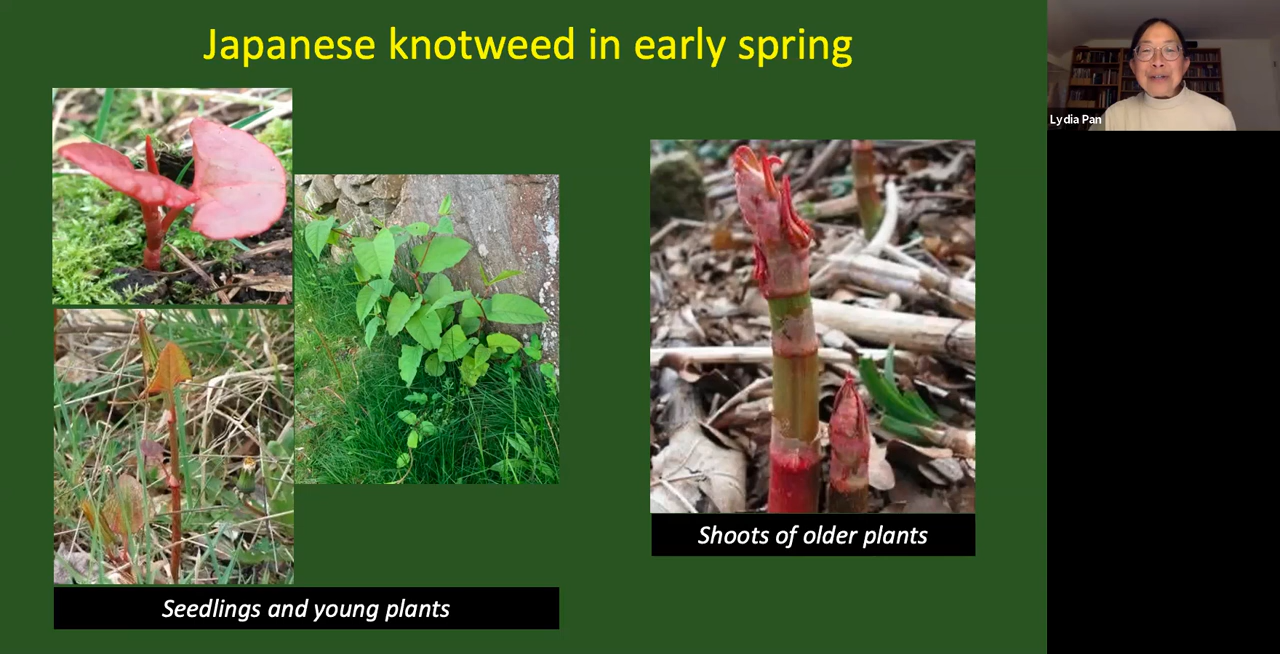 Japanese knotweed in early spring
Lydia Pan
Shoots of older plants
Seedlings and young plants